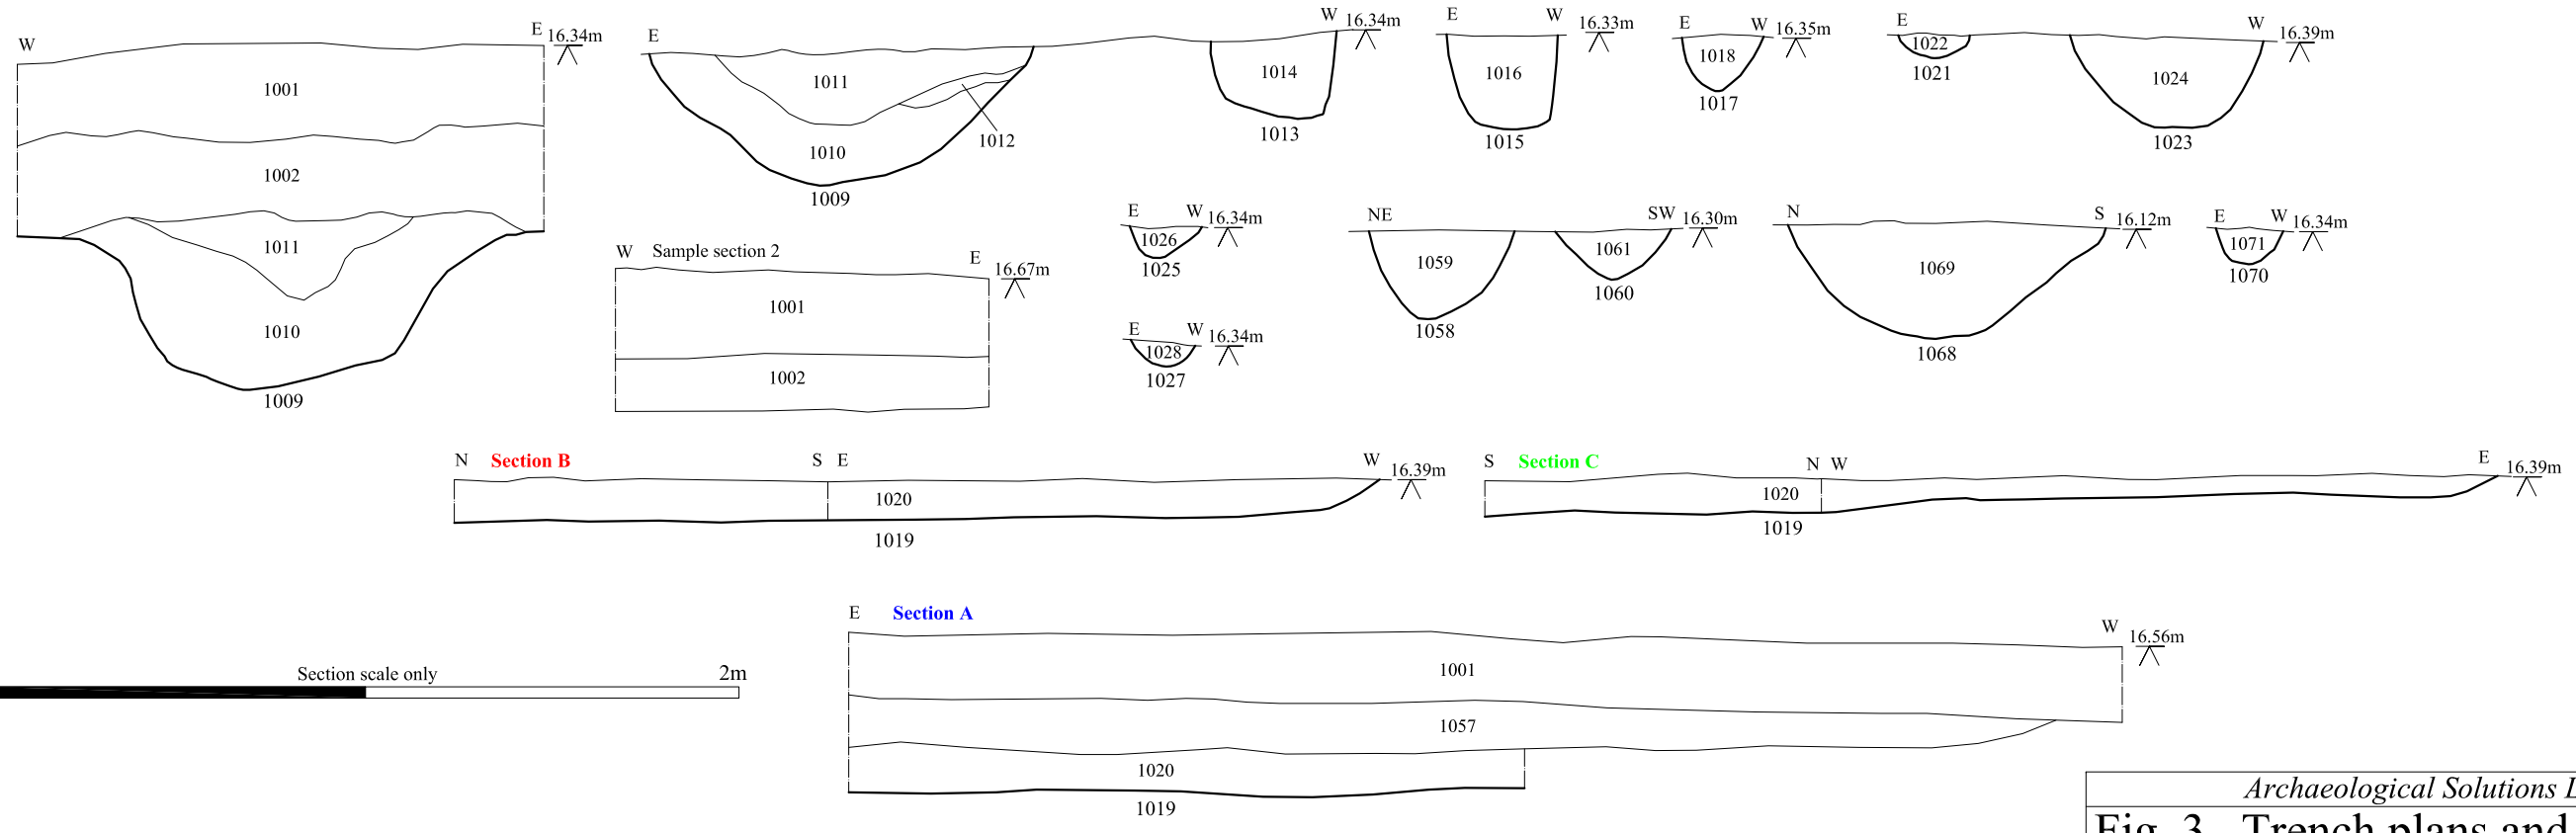 W E 16.34m
1001
1002
1011
1010
1009
E W 16.34m
1011
1012
1010
1009
1014
1013
E W 16.33m
1016
1015
E W 16.35m
1018
1017
E W 16.39m
1022
1021
1024
1023
W Sample section 2 E 16.67m
1001
1002
E W 16.34m
1026
1025
E W 16.34m
1028
1027
NE SW 16.30m
1059
1058
1061
1060
N S 16.12m
1069
1068
E W 16.34m
1071
1070
N Section B S E W 16.39m
1020
1019
S Section C N W E 16.39m
1020
1019
E Section A W 16.56m
1001
1057
1020
1019
Section scale only 2m
Archaeological Solutions L
Fig. 3 Trench plans and